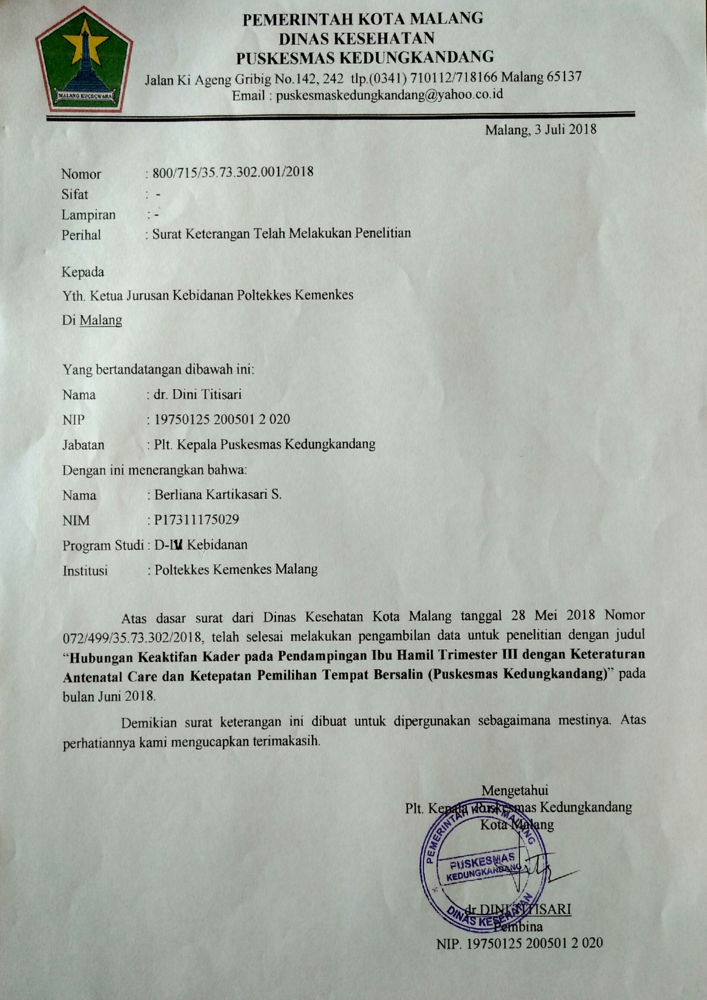 PEMERINTAH KOTA MALANG
DINAS KESEHATAN
PUSKESMAS KEDUNGKANDANG
Jalan Ki Ageng Gribig No.142, 242 tlp.(0341) 710112/718166 Malang 65137
Email : puskesmaskedungkandang@yahoo.co.id
MALANG KUCECWARA
Malang, 3 Juli 2018
Nomor : 800/715/35.73.302.001/2018
Sifat : -
Lampiran : -
Perihal : Surat Keterangan Telah Melakukan Penelitian
Kepada
Yth. Ketua Jurusan Kebidanan Poltekkes Kemenkes
Di Malang
Yang bertandatangan dibawah ini:
Nama : dr. Dini Titisari
NIP : 19750125 200501 2 020
Jabatan : Plt. Kepala Puskesmas Kedungkandang
Dengan ini menerangkan bahwa:
Nama : Berliana Kartikasari S.
NIM : P17311175029
Program Studi : D-IV Kebidanan
Institusi : Poltekkes Kemenkes Malang
Atas dasar surat dari Dinas Kesehatan Kota Malang tanggal 28 Mei 2018 Nomor
072/499/35.73.302/2018, telah selesai melakukan pengambilan data untuk penelitian dengan judul
“Hubungan Keaktifan Kader pada Pendampingan Ibu Hamil Trimester III dengan Keteraturan
Antenatal Care dan Ketepatan Pemilihan Tempat Bersalin (Puskesmas Kedungkandang)” pada
bulan Juni 2018.
Demikian surat keterangan ini dibuat untuk dipergunakan sebagaimana mestinya. Atas
perhatiannya kami mengucapkan terimakasih.
Mengetahui
Plt. Kepala Puskesmas Kedungkandang
Kota Malang
PEMERINTAH KOTA MALANG
PUSKESMAS
KEDUNGKANDANG
DINAS KESEHATAN
dr DINI TITISARI
Pembina
NIP. 19750125 200501 2 020